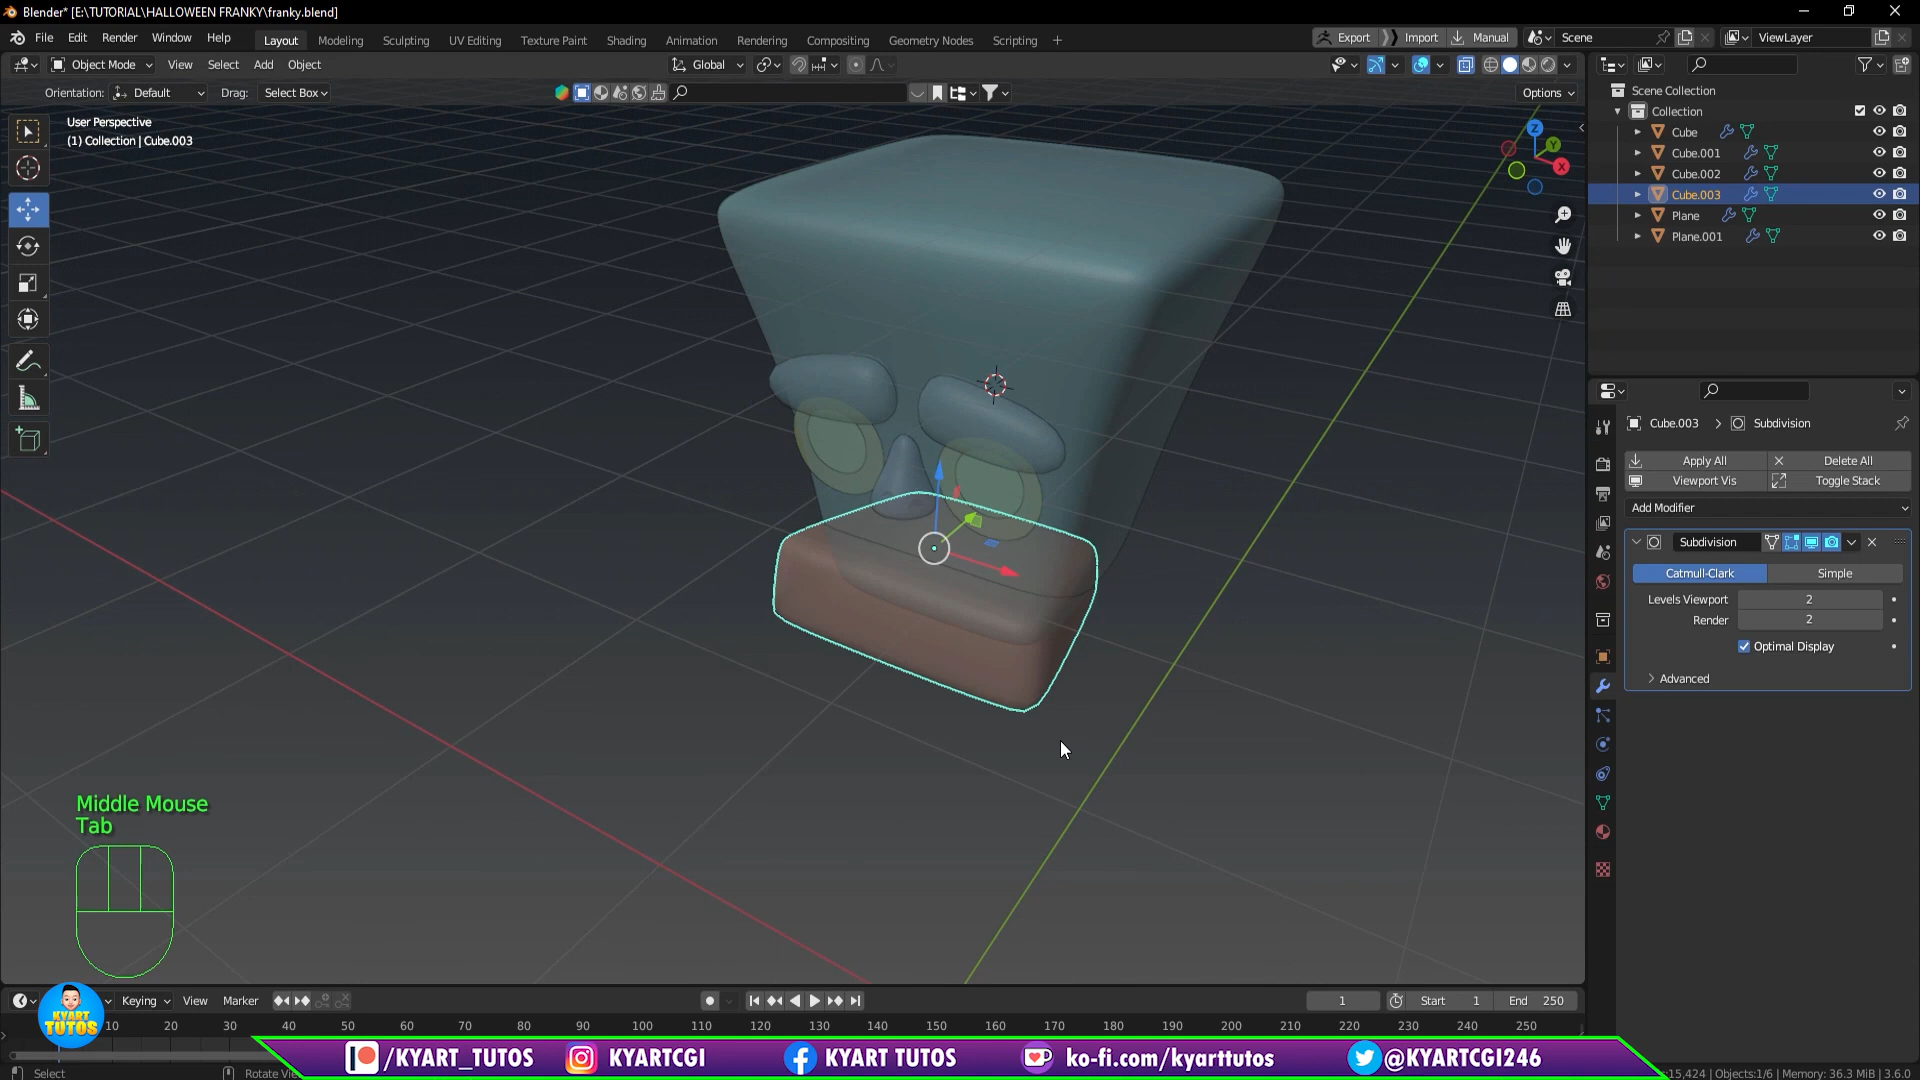 Blender* [E:\TUTORIAL\HALLOWEEN FRANKY\franky.blend]
File Edit Render Window Help Layout Modeling Sculpting UV Editing Texture Paint Shading Animation Rendering Compositing Geometry Nodes Scripting + Export Import Manual Scene ViewLayer
Object Mode View Select Add Object Global
Orientation: Default Drag: Select Box Options
User Perspective
(1) Collection | Cube.003
Z
Y
X
Scene Collection
Collection
Cube
Cube.001
Cube.002
Cube.003
Plane
Plane.001
Cube.003 > Subdivision
Apply All Delete All
Viewport Vis Toggle Stack
Add Modifier
Subdivision
Catmull-Clark Simple
Levels Viewport 2
Render 2
Optimal Display
Advanced
Middle Mouse
Tab
Keying View Marker 1 Start 1 End 250
10 20 30 40 50 60 70 80 90 100 110 120 130 140 150 160 170 180 190 200 210 220 230 240 250
KYART
TUTOS
/KYART_TUTOS KYARTCGI KYART TUTOS ko-fi.com/kyarttutos @KYARTCGI246
Select Rotate Vi
:15,424 | Objects:1/6 | Memory: 36.3 MiB | 3.6.0